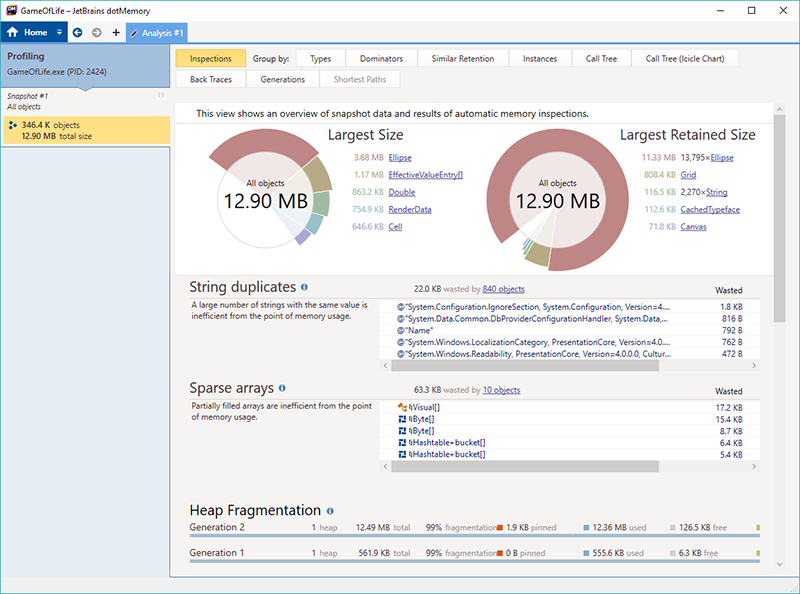 GameOfLife – JetBrains dotMemory
Home
Analysis #1
Profiling
GameOfLife.exe (PID: 2424)
Snapshot #1
All objects
346.4 K objects
12.90 MB total size
Inspections Group by: Types Dominators Similar Retention Instances Call Tree Call Tree (Icicle Chart)
Back Traces Generations Shortest Paths
This view shows an overview of snapshot data and results of automatic memory inspections.
Largest Size
All objects
12.90 MB
3.68 MB Ellipse
1.17 MB EffectiveValueEntry[]
863.2 KB Double
754.9 KB RenderData
646.6 KB Cell
Largest Retained Size
All objects
12.90 MB
11.33 MB 13,795×Ellipse
808.4 KB Grid
116.5 KB 2,270×String
112.6 KB CachedTypeface
71.8 KB Canvas
String duplicates
22.0 KB wasted by 840 objects Wasted
A large number of strings with the same value is
inefficient from the point of memory usage.
@"System.Configuration.IgnoreSection, System.Configuration, Version=4.... 1.8 KB
@"System.Data.Common.DbProviderConfigurationHandler, System.Data,... 816 B
@"Name" 792 B
@"System.Windows.LocalizationCategory, PresentationCore, Version=4.0.... 762 B
@"System.Windows.Readability, PresentationCore, Version=4.0.0.0, Cultur... 472 B
Sparse arrays
63.3 KB wasted by 10 objects Wasted
Partially filled arrays are inefficient from the point
of memory usage.
Visual[] 17.2 KB
Byte[] 15.4 KB
Byte[] 8.7 KB
Hashtable+bucket[] 6.4 KB
Hashtable+bucket[] 5.4 KB
Heap Fragmentation
Generation 2 1 heap 12.49 MB total 99% fragmentation 1.9 KB pinned 12.36 MB used 126.5 KB free
Generation 1 1 heap 561.9 KB total 99% fragmentation 0 B pinned 555.6 KB used 6.3 KB free